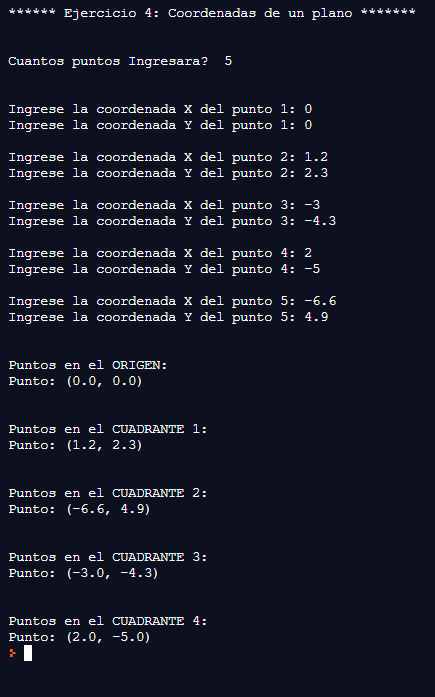 ****** Ejercicio 4: Coordenadas de un plano *******
Cuantos puntos Ingresara?  5
Ingrese la coordenada X del punto 1: 0
Ingrese la coordenada Y del punto 1: 0
Ingrese la coordenada X del punto 2: 1.2
Ingrese la coordenada Y del punto 2: 2.3
Ingrese la coordenada X del punto 3: -3
Ingrese la coordenada Y del punto 3: -4.3
Ingrese la coordenada X del punto 4: 2
Ingrese la coordenada Y del punto 4: -5
Ingrese la coordenada X del punto 5: -6.6
Ingrese la coordenada Y del punto 5: 4.9
Puntos en el ORIGEN:
Punto: (0.0, 0.0)
Puntos en el CUADRANTE 1:
Punto: (1.2, 2.3)
Puntos en el CUADRANTE 2:
Punto: (-6.6, 4.9)
Puntos en el CUADRANTE 3:
Punto: (-3.0, -4.3)
Puntos en el CUADRANTE 4:
Punto: (2.0, -5.0)